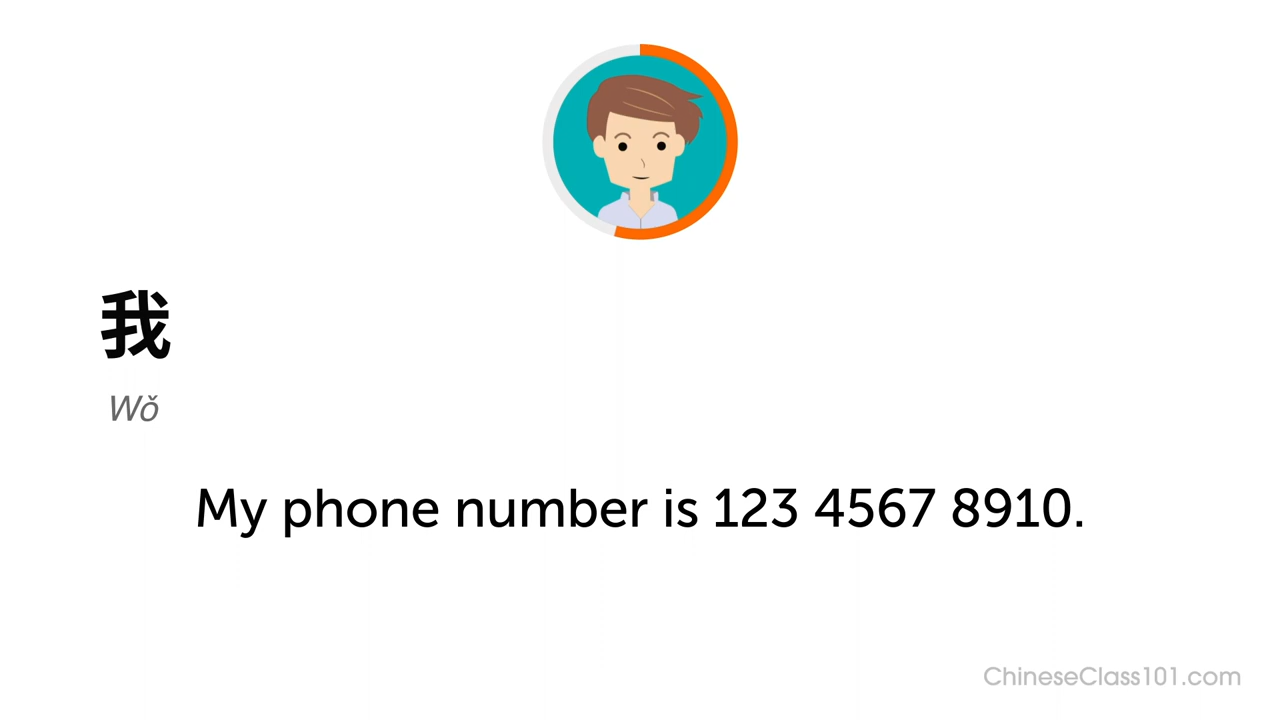 我
Wǒ
My phone number is 123 4567 8910.
ChineseClass101.com